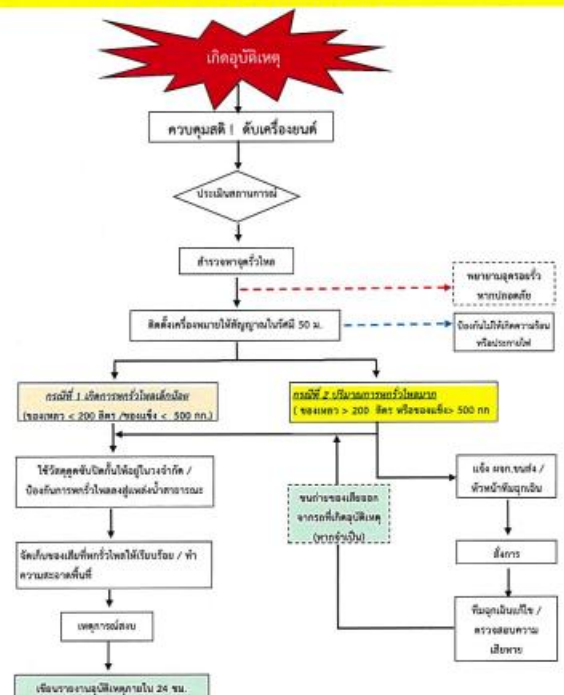 เกิดอุบัติเหตุ
ควบคุมสติ ! ดับเครื่องยนต์
ประเมินสถานการณ์
สำรวจหาจุดรั่วไหล
พยายามอุดรอยรั่ว
หากปลอดภัย
ติดตั้งเครื่องหมายให้สัญญาณในรัศมี 50 ม.
ป้องกันไม่ให้เกิดความร้อน
หรือประกายไฟ
กรณีที่ 1 เกิดการหกรั่วไหลเล็กน้อย
(ของเหลว < 200 ลิตร /ของแข็ง < 500 กก.)
กรณีที่ 2 ปริมาณการหกรั่วไหลมาก
( ของเหลว > 200 ลิตร หรือของแข็ง> 500 กก
ใช้วัสดุดูดซับปิดกั้นให้อยู่ในวงจำกัด /
ป้องกันการหกรั่วไหลลงสู่แหล่งน้ำสาธารณะ
ขนถ่ายของเสียออก
จากรถที่เกิดอุบัติเหตุ
(หากจำเป็น)
แจ้ง ผจก.ขนส่ง /
หัวหน้าทีมฉุกเฉิน
สั่งการ
จัดเก็บของเสียที่หกรั่วไหลให้เรียบร้อย / ทำ
ความสะอาดพื้นที่
ทีมฉุกเฉินแก้ไข /
ตรวจสอบความ
เสียหาย
เหตุการณ์สงบ
เขียนรายงานอุบัติเหตุภายใน 24 ชม.